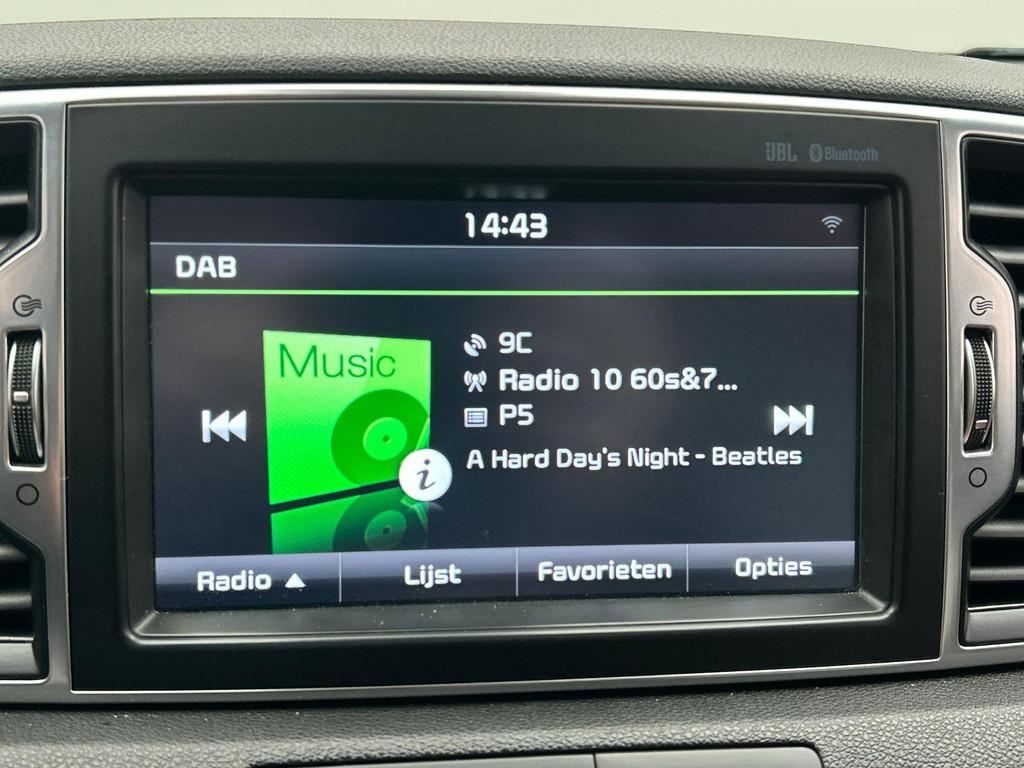 JBL Bluetooth
14:43
DAB
Music
9C
Radio 10 60s&7...
P5
A Hard Day's Night - Beatles
i
Radio Lijst Favorieten Opties